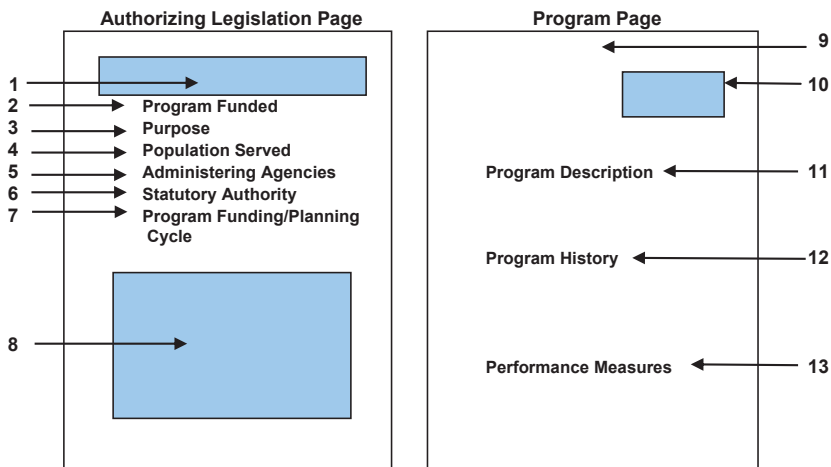 Authorizing Legislation Page
1
2 Program Funded
3 Purpose
4 Population Served
5 Administering Agencies
6 Statutory Authority
7 Program Funding/Planning
Cycle
8
Program Page
9
10
Program Description 11
Program History 12
Performance Measures 13